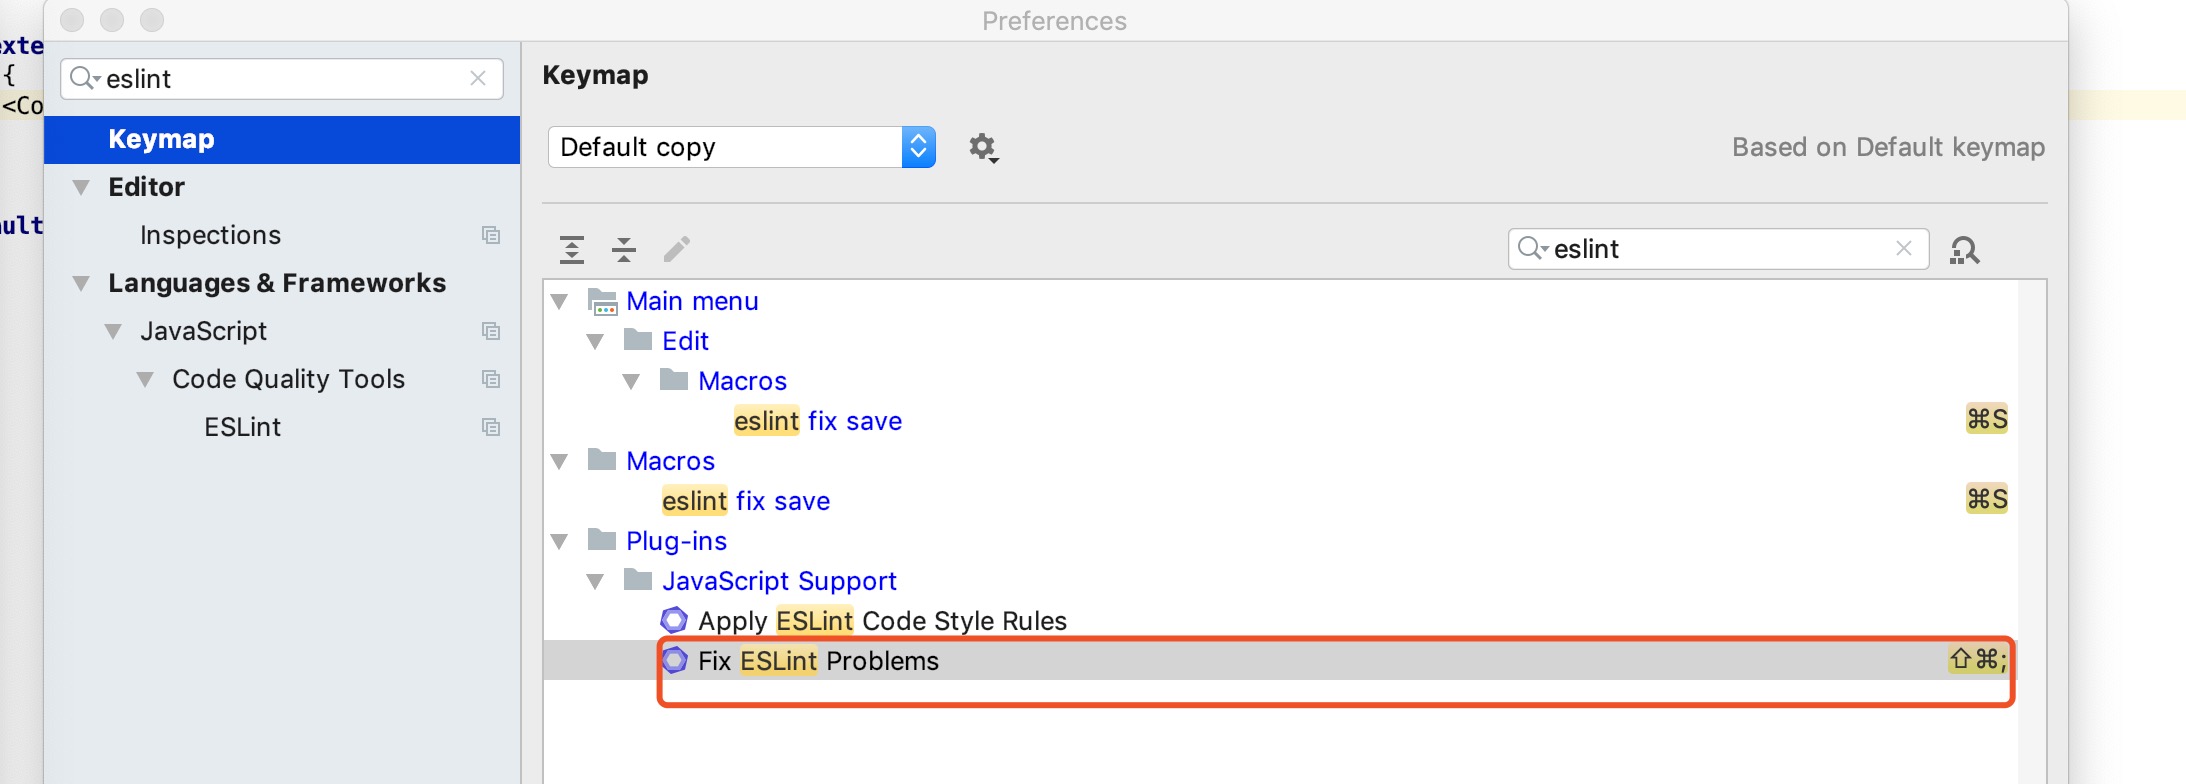 Preferences
exte
{
<Co
ault
eslint
Keymap
Editor
Inspections
Languages & Frameworks
JavaScript
Code Quality Tools
ESLint
Keymap
Default copy
Based on Default keymap
eslint
Main menu
Edit
Macros
eslint fix save ⌘S
Macros
eslint fix save ⌘S
Plug-ins
JavaScript Support
Apply ESLint Code Style Rules
Fix ESLint Problems ⇧⌘;